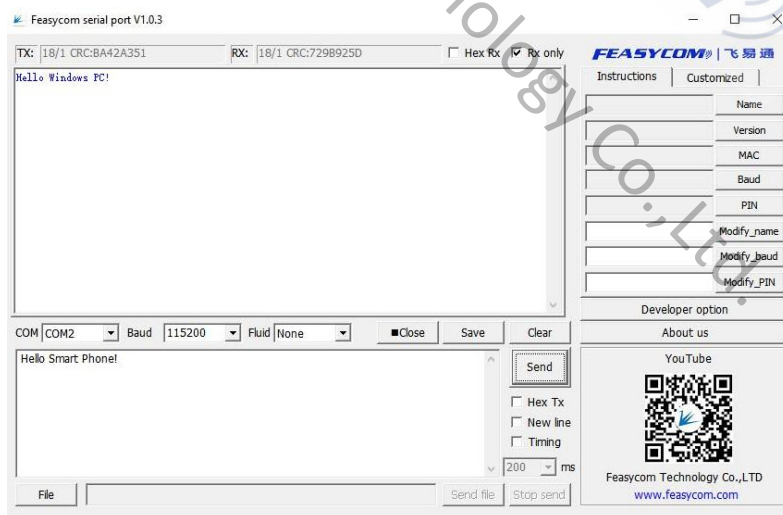 Feasycom serial port V1.0.3
TX: 18/1 CRC:BA42A351 RX: 18/1 CRC:729B925D Hex Rx Rx only
FEASYCOM 飞易通
Hello Windows PC!
Instructions Customized
Name
Version
MAC
Baud
PIN
Modify_name
Modify_baud
Modify_PIN
Developer option
COM COM2 Baud 115200 Fluid None ■Close Save Clear
About us
Hello Smart Phone!
Send
Hex Tx
New line
Timing
200 ms
File Send file Stop send
YouTube
Feasycom Technology Co.,LTD
www.feasycom.com
nology Co.,Ltd.